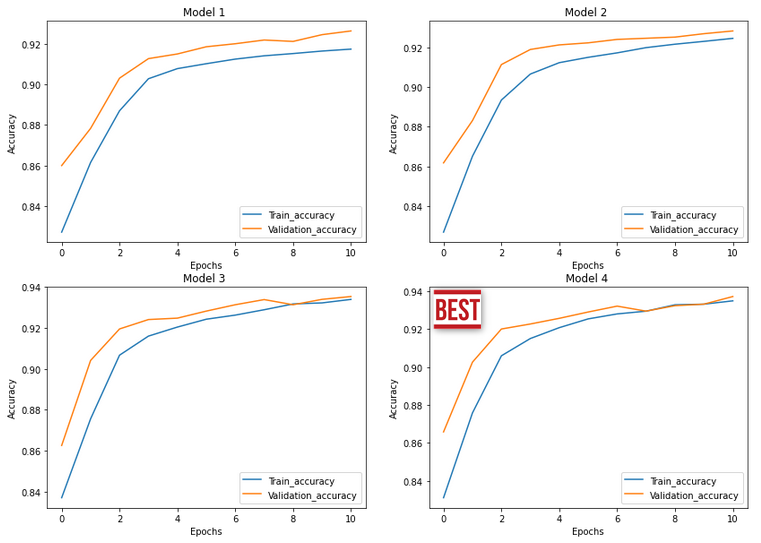 Model 1
Accuracy
0.92
0.90
0.88
0.86
0.84
0 2 4 6 8 10
Epochs
Train_accuracy
Validation_accuracy
Model 2
Accuracy
0.92
0.90
0.88
0.86
0.84
0 2 4 6 8 10
Epochs
Train_accuracy
Validation_accuracy
Model 3
Accuracy
0.94
0.92
0.90
0.88
0.86
0.84
0 2 4 6 8 10
Epochs
Train_accuracy
Validation_accuracy
Model 4
BEST
Accuracy
0.94
0.92
0.90
0.88
0.86
0.84
0 2 4 6 8 10
Epochs
Train_accuracy
Validation_accuracy